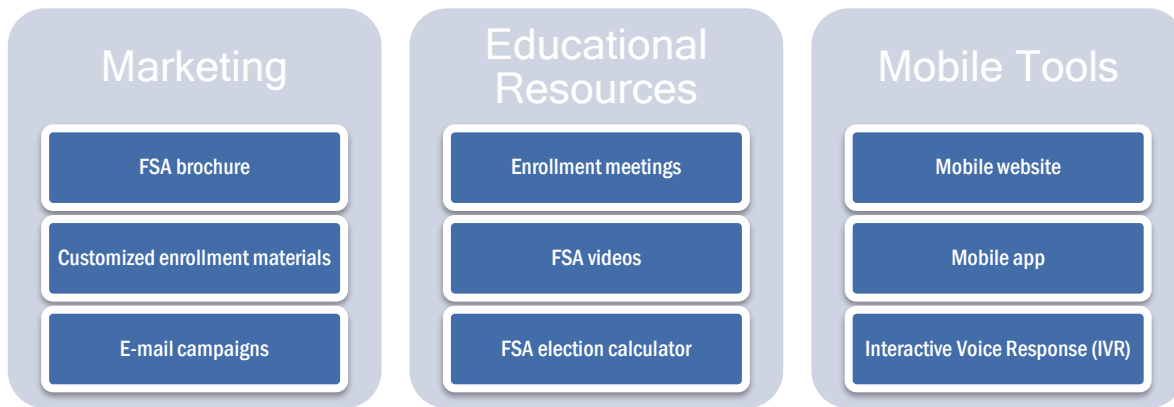 Marketing
FSA brochure
Customized enrollment materials
E-mail campaigns
Educational
Resources
Enrollment meetings
FSA videos
FSA election calculator
Mobile Tools
Mobile website
Mobile app
Interactive Voice Response (IVR)